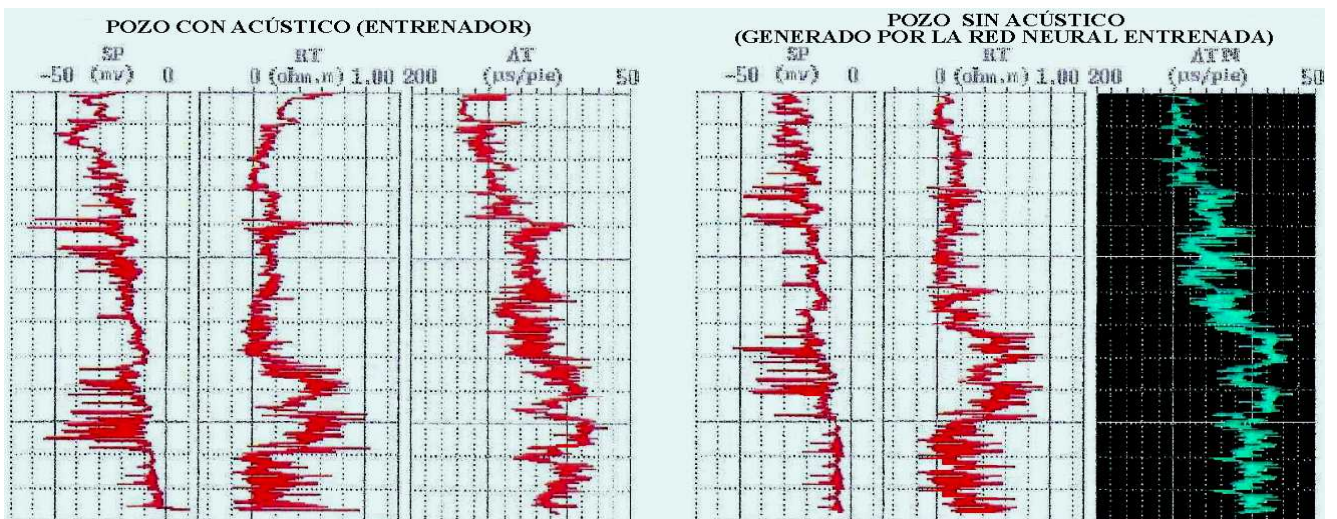 POZO CON ACÚSTICO (ENTRENADOR)
SP RT AT
-50 (mv) 0 0 (ohm.m) 1.00 200 (µs/pie) 50
POZO SIN ACÚSTICO
(GENERADO POR LA RED NEURAL ENTRENADA)
SP RT ATN
-50 (mv) 0 0 (ohm.m) 1.00 200 (µs/pie) 50